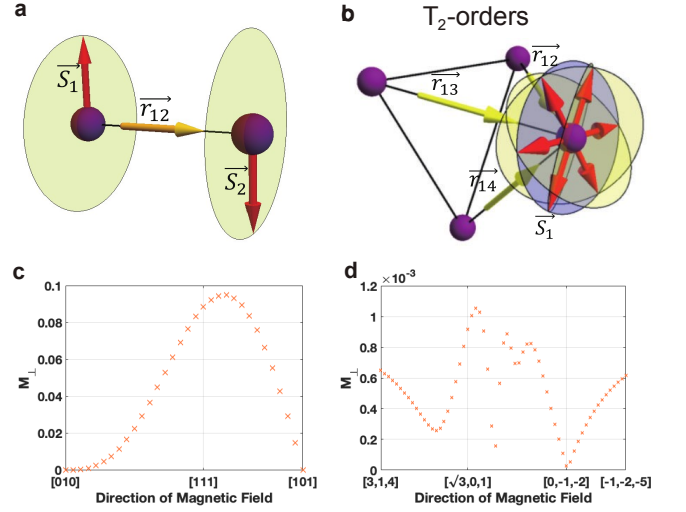 a
S₁
r₁₂
S₂
b
T₂-orders
r₁₂
r₁₃
r₁₄
S₁
c
0.1
0.08
0.06
0.04
0.02
0
M⊥
[010]
[111]
[101]
Direction of Magnetic Field
d
×10⁻³
1.2
1
0.8
0.6
0.4
0.2
0
M⊥
[3,1,4]
[√3,0,1]
[0,-1,-2]
[-1,-2,-5]
Direction of Magnetic Field